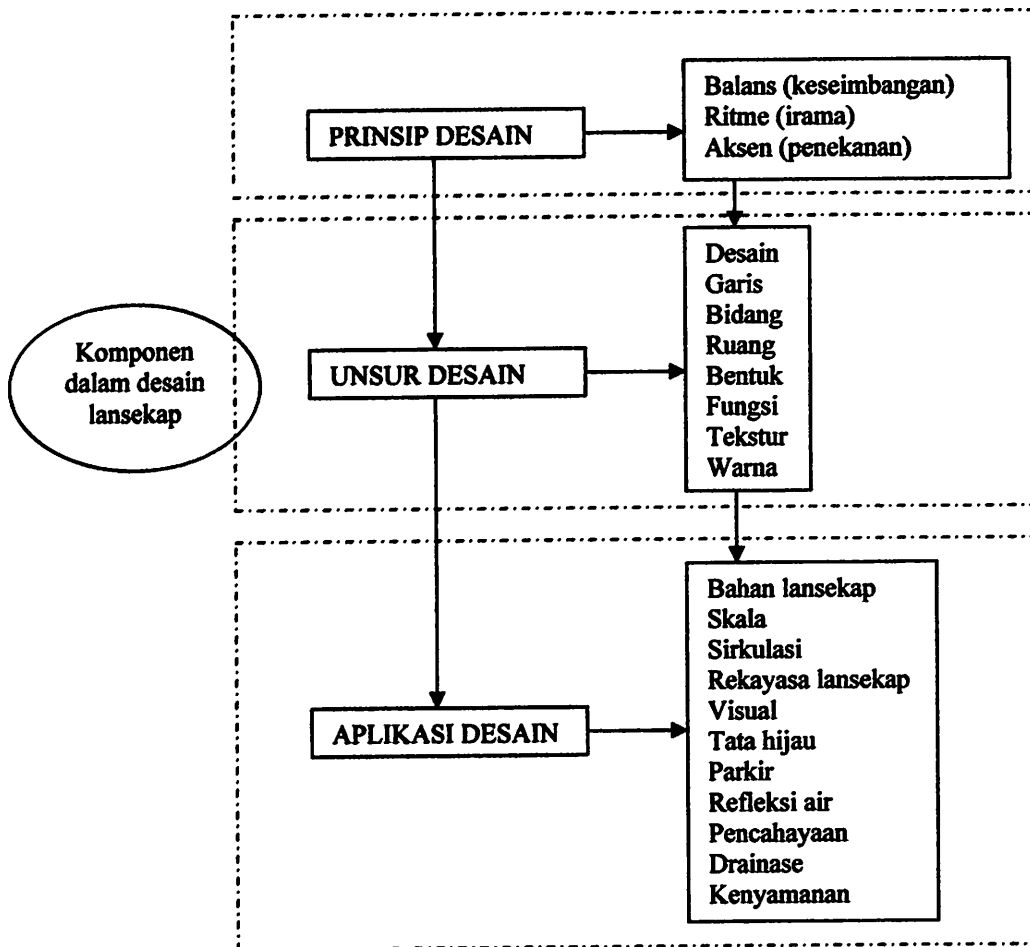 Komponen
dalam desain
lansekap
PRINSIP DESAIN
Balans (keseimbangan)
Ritme (irama)
Aksen (penekanan)
UNSUR DESAIN
Desain
Garis
Bidang
Ruang
Bentuk
Fungsi
Tekstur
Warna
APLIKASI DESAIN
Bahan lansekap
Skala
Sirkulasi
Rekayasa lansekap
Visual
Tata hijau
Parkir
Refleksi air
Pencahayaan
Drainase
Kenyamanan